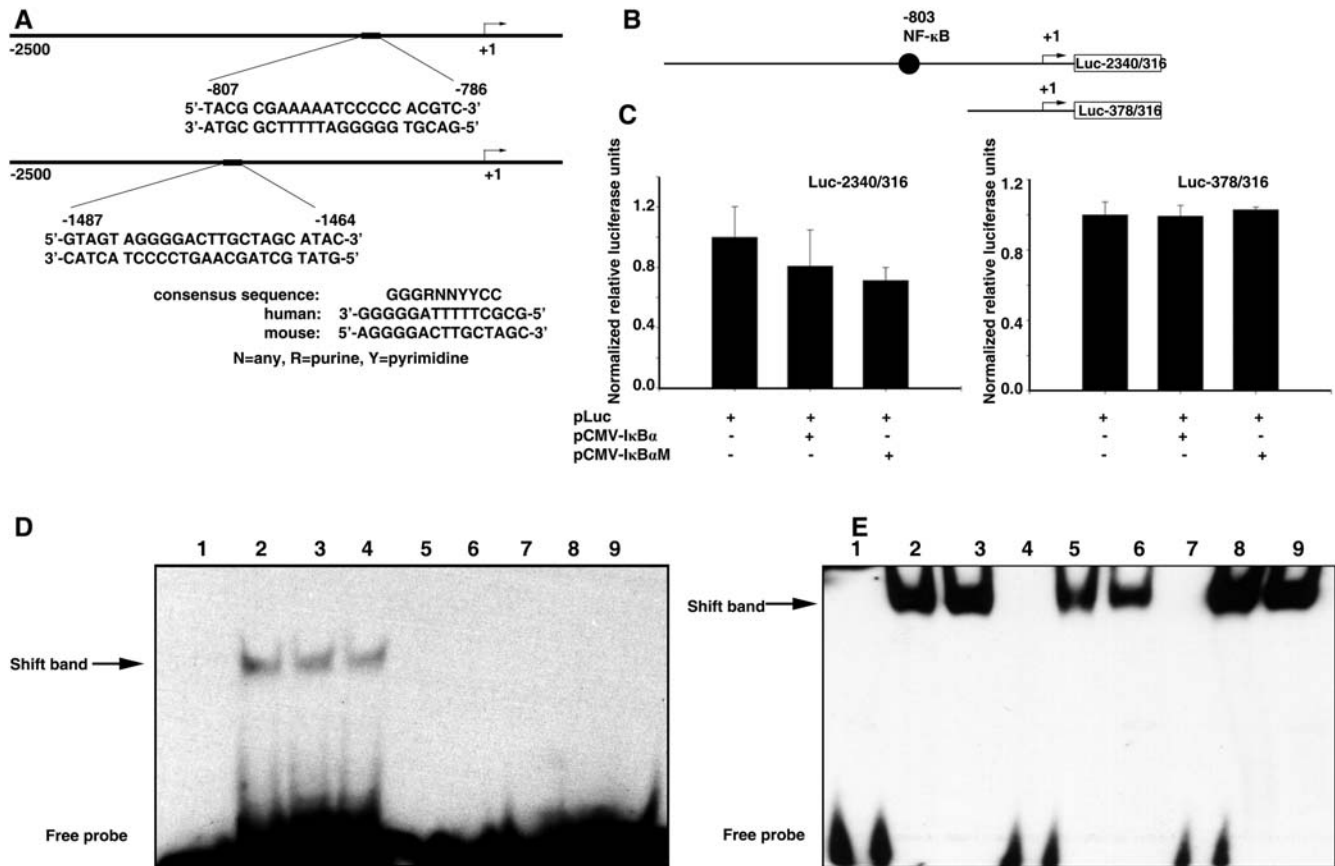 A
-2500
+1
-807 -786
5'-TACG CGAAAAATCCCCC ACGTC-3'
3'-ATGC GCTTTTTAGGGGG TGCAG-5'
-2500
+1
-1487 -1464
5'-GTAGT AGGGGACTTGCTAGC ATAC-3'
3'-CATCA TCCCCTGAACGATCG TATG-5'
consensus sequence: GGGRNNYYCC
human: 3'-GGGGGATTTTTCGCG-5'
mouse: 5'-AGGGGACTTGCTAGC-3'
N=any, R=purine, Y=pyrimidine
B
-803
NF-κB
+1
Luc-2340/316
+1
Luc-378/316
C
Normalized relative luciferase units
Luc-2340/316
1.2
0.8
0.4
0.0
Normalized relative luciferase units
Luc-378/316
1.2
0.8
0.4
0.0
pLuc + + + + + +
pCMV-IκBα - + - - + -
pCMV-IκBαM - - + - - +
D
1 2 3 4 5 6 7 8 9
Shift band
Free probe
E
1 2 3 4 5 6 7 8 9
Shift band
Free probe